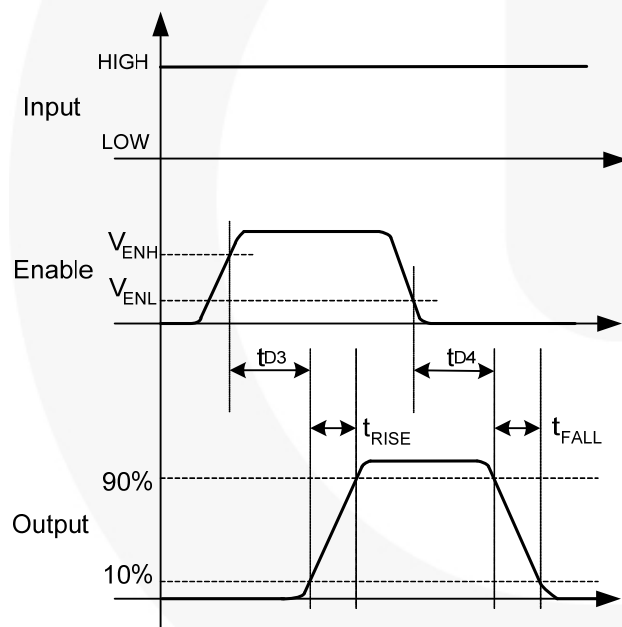 HIGH
Input
LOW
VENH
Enable
VENL
tD3
tD4
tRISE
tFALL
90%
Output
10%